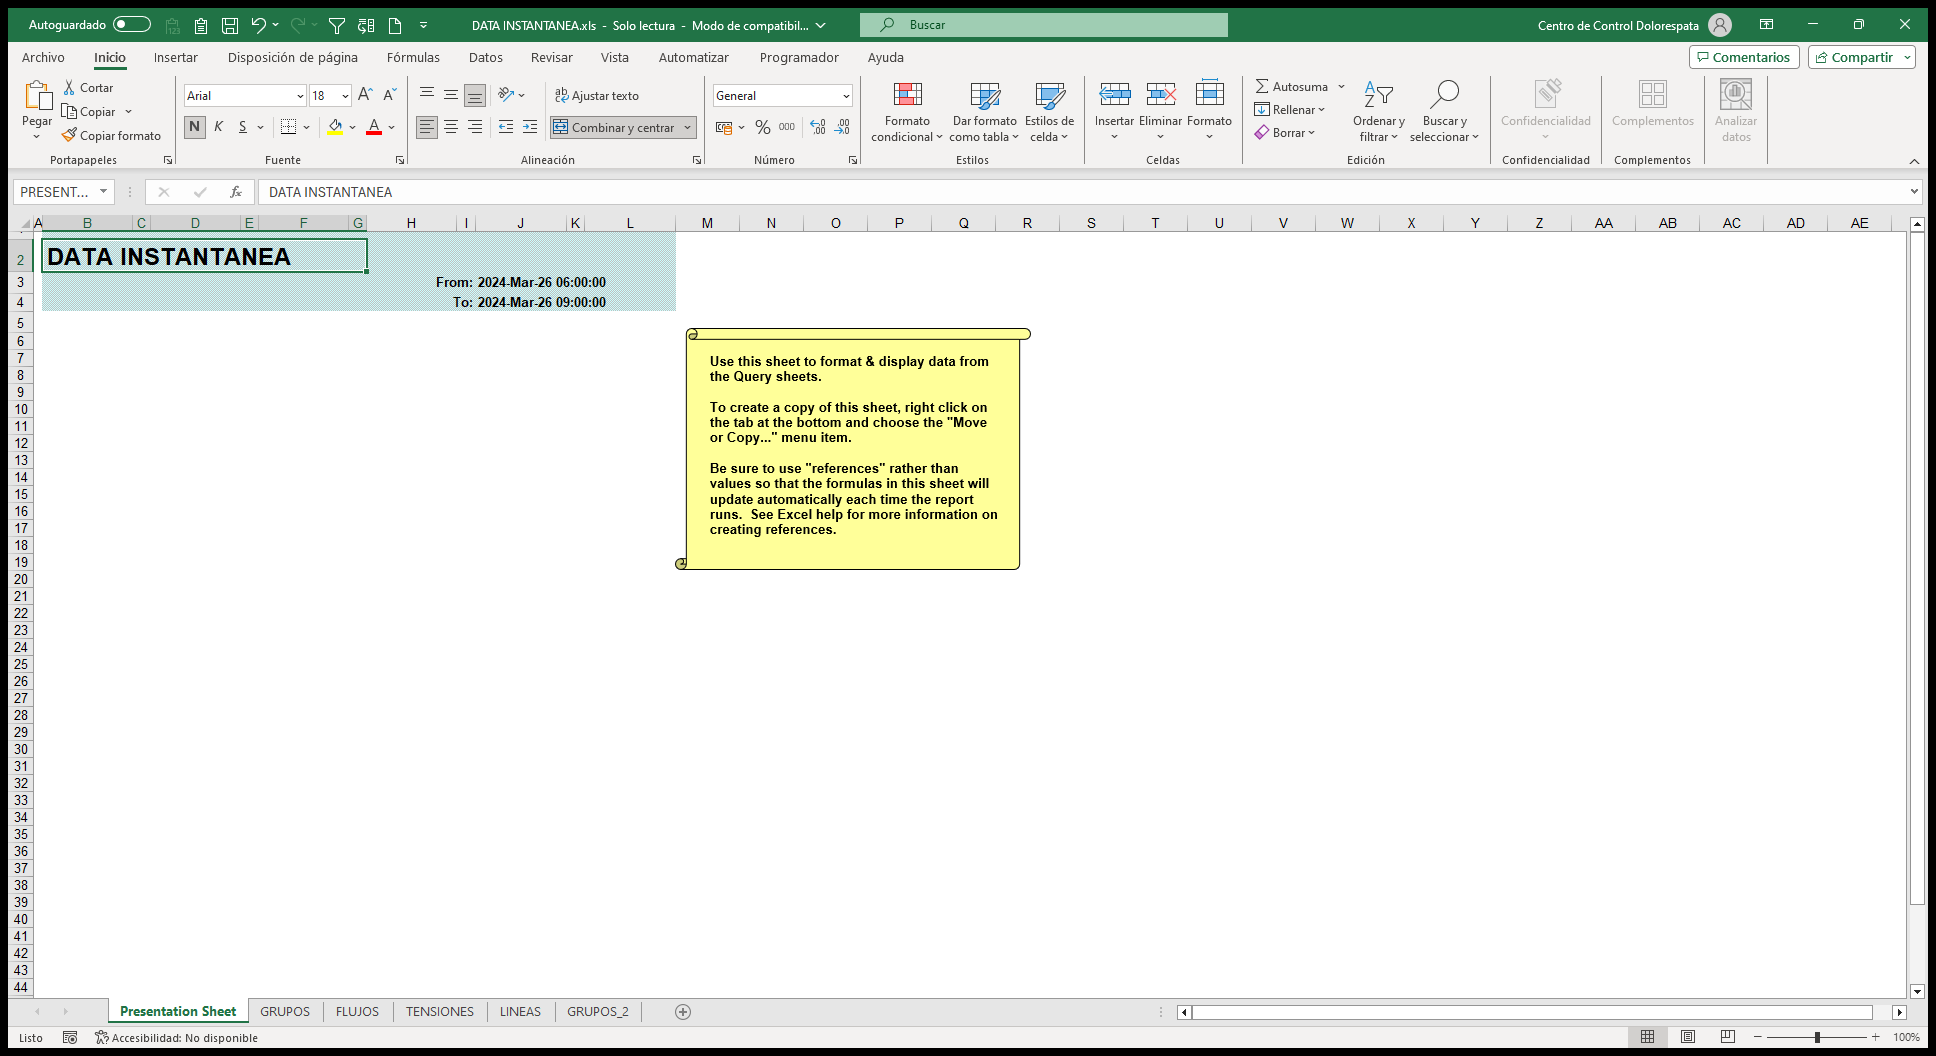 Autoguardado
DATA INSTANTANEA.xls - Solo lectura - Modo de compatibil...
Buscar
Centro de Control Dolorespata
Archivo Inicio Insertar Disposición de página Fórmulas Datos Revisar Vista Automatizar Programador Ayuda
Comentarios Compartir
Pegar
Cortar
Copiar
Copiar formato
Portapapeles
Arial 18
N K S
Fuente
Ajustar texto
Combinar y centrar
Alineación
General
% 000
Número
Formato condicional
Dar formato como tabla
Estilos de celda
Estilos
Insertar Eliminar Formato
Celdas
Autosuma
Rellenar
Borrar
Ordenar y filtrar
Buscar y seleccionar
Edición
Confidencialidad
Confidencialidad
Complementos
Complementos
Analizar datos
PRESENT... fx DATA INSTANTANEA
A B C D E F G H I J K L M N O P Q R S T U V W X Y Z AA AB AC AD AE
2 DATA INSTANTANEA
3 From: 2024-Mar-26 06:00:00
4 To: 2024-Mar-26 09:00:00
5
6
7
8
9
10
11
12
13
14
15
16
17
18
19
20
21
22
23
24
25
26
27
28
29
30
31
32
33
34
35
36
37
38
39
40
41
42
43
44
Use this sheet to format & display data from
the Query sheets.
To create a copy of this sheet, right click on
the tab at the bottom and choose the "Move
or Copy..." menu item.
Be sure to use "references" rather than
values so that the formulas in this sheet will
update automatically each time the report
runs. See Excel help for more information on
creating references.
Presentation Sheet GRUPOS FLUJOS TENSIONES LINEAS GRUPOS_2
Listo Accesibilidad: No disponible
100%